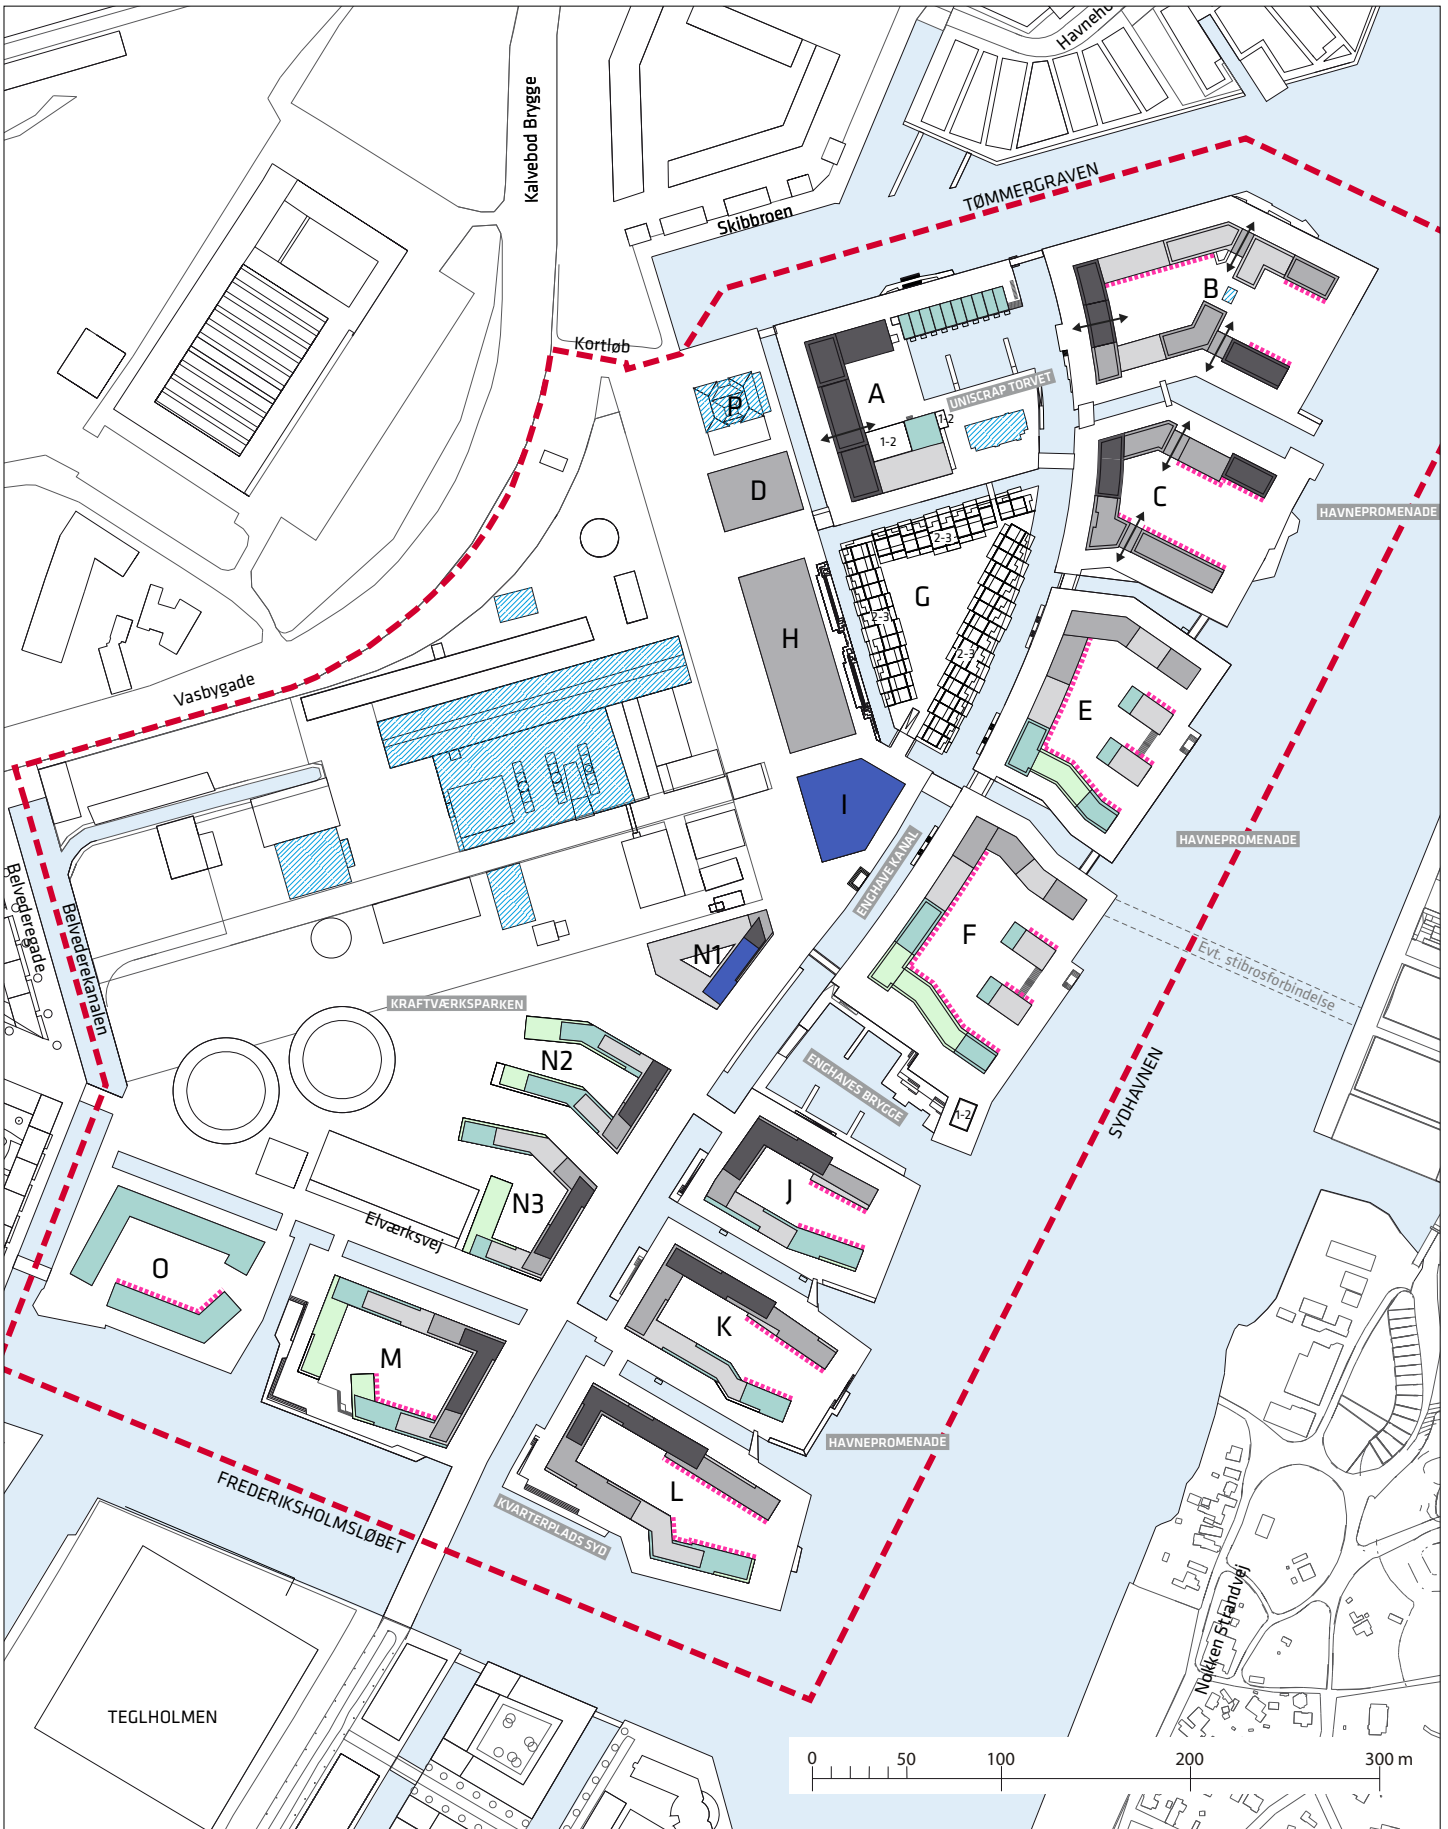 Havneho
Kalvebod Brygge
TØMMERGRAVEN
Skibbroen
B
Kortløb
P
A
UNISCRAP TORVET
1-2
1-2
D
C
HAVNEPROMENADE
2-3
G
2-3
H
2-3
Vasbygade
E
I
HAVNEPROMENADE
ENGHAVE KANAL
Belvederegade
Belvederekanalen
F
N1
Evt. stibrosforbindelse
KRAFTVÆRKSPARKEN
N2
ENGHAVES BRYGGE
SYDHAVNEN
1-2
J
N3
Elværksvej
O
K
M
HAVNEPROMENADE
L
FREDERIKSHOLMSLØBET
KVARTERPLADS SYD
Nokken Strandvej
TEGLHOLMEN
0 50 100 200 300 m